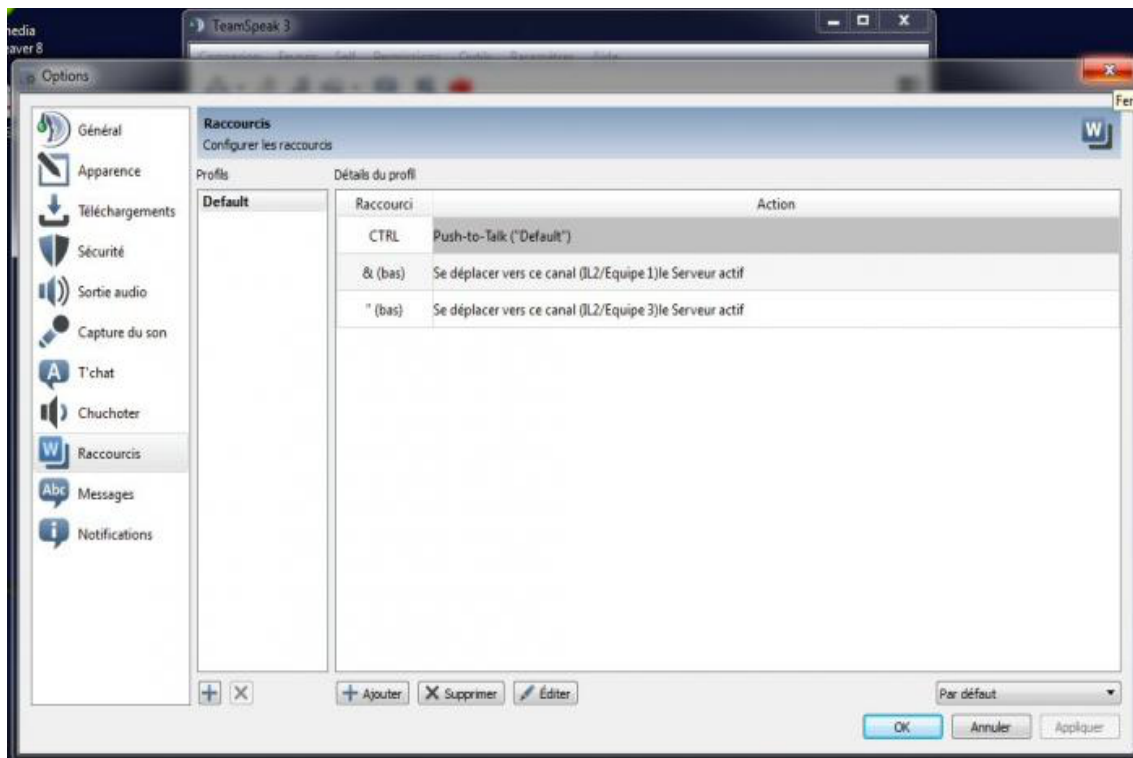 media
eaver 8
TeamSpeak 3
Options
Fer
Général
Apparence
Téléchargements
Sécurité
Sortie audio
Capture du son
T'chat
Chuchoter
Raccourcis
Messages
Notifications
Raccourcis
Configurer les raccourcis
Profils
Détails du profil
Default
Raccourci Action
CTRL Push-to-Talk ("Default")
& (bas) Se déplacer vers ce canal (IL2/Equipe 1)le Serveur actif
" (bas) Se déplacer vers ce canal (IL2/Equipe 3)le Serveur actif
Ajouter Supprimer Éditer Par défaut
OK Annuler Appliquer